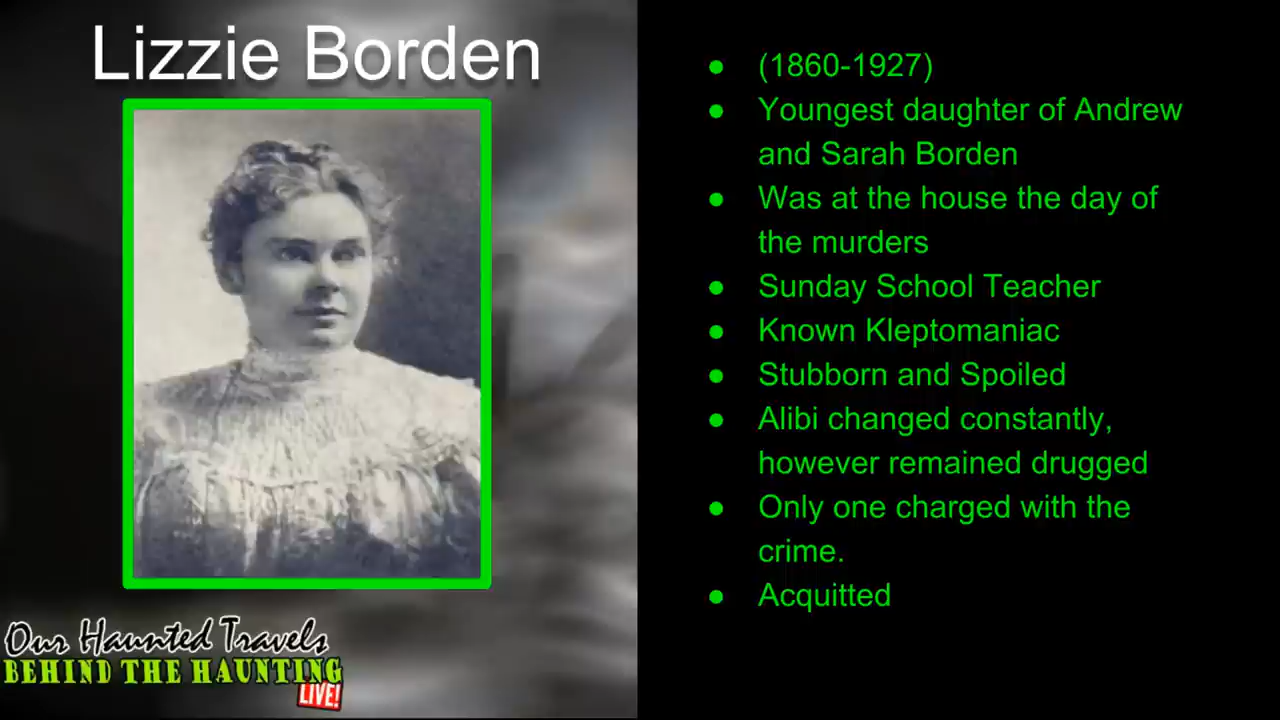 Lizzie Borden
● (1860-1927)
● Youngest daughter of Andrew
and Sarah Borden
● Was at the house the day of
the murders
● Sunday School Teacher
● Known Kleptomaniac
● Stubborn and Spoiled
● Alibi changed constantly,
however remained drugged
● Only one charged with the
crime.
● Acquitted
Our Haunted Travels
BEHIND THE HAUNTING
LIVE!